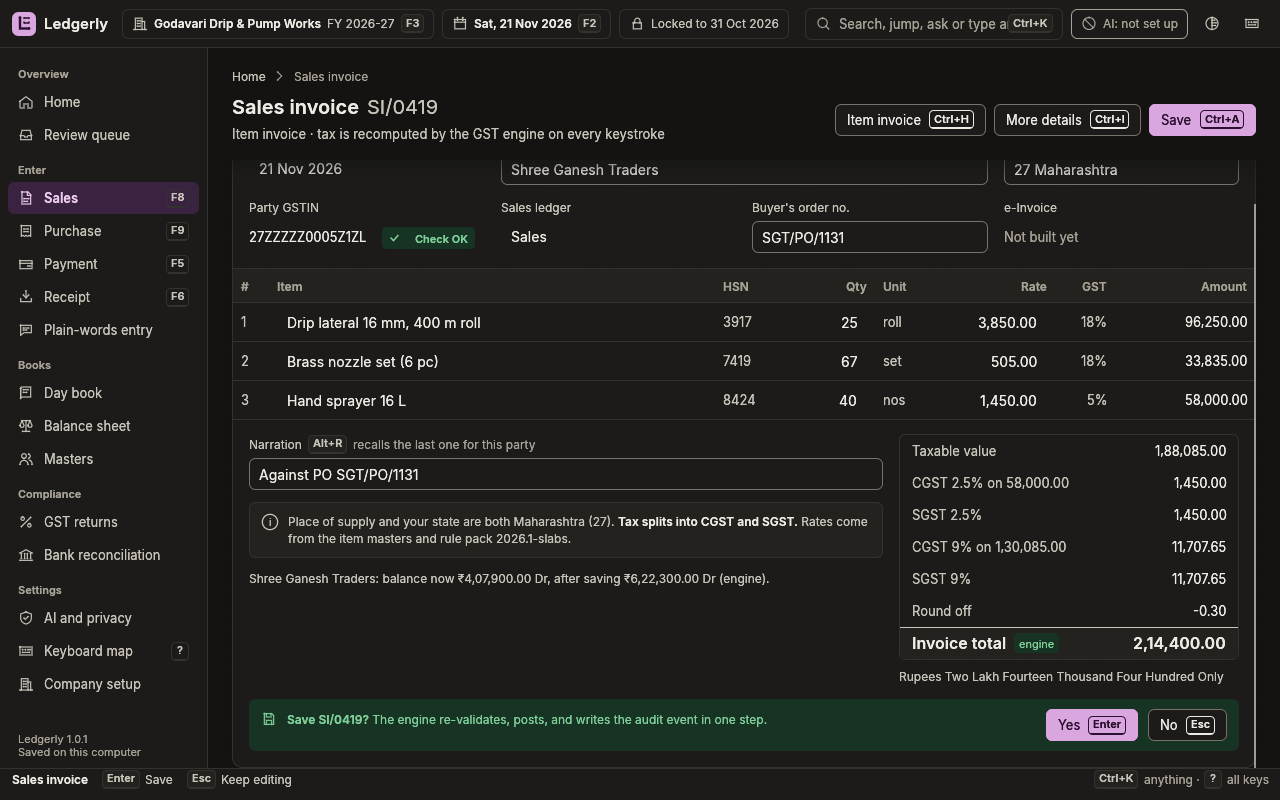 Ledgerly
Godavari Drip & Pump Works FY 2026-27 F3
Sat, 21 Nov 2026 F2
Locked to 31 Oct 2026
Search, jump, ask or type a Ctrl+K
AI: not set up
Overview
Home
Review queue
Enter
Sales F8
Purchase F9
Payment F5
Receipt F6
Plain-words entry
Books
Day book
Balance sheet
Masters
Compliance
GST returns
Bank reconciliation
Settings
AI and privacy
Keyboard map ?
Company setup
Ledgerly 1.0.1
Saved on this computer
Home > Sales invoice
Sales invoice SI/0419
Item invoice · tax is recomputed by the GST engine on every keystroke
Item invoice Ctrl+H
More details Ctrl+I
Save Ctrl+A
21 Nov 2026
Shree Ganesh Traders
27 Maharashtra
Party GSTIN Sales ledger Buyer's order no. e-Invoice
27ZZZZZ0005Z1ZL Check OK Sales SGT/PO/1131 Not built yet
# Item HSN Qty Unit Rate GST Amount
1 Drip lateral 16 mm, 400 m roll 3917 25 roll 3,850.00 18% 96,250.00
2 Brass nozzle set (6 pc) 7419 67 set 505.00 18% 33,835.00
3 Hand sprayer 16 L 8424 40 nos 1,450.00 5% 58,000.00
Narration Alt+R recalls the last one for this party
Against PO SGT/PO/1131
Place of supply and your state are both Maharashtra (27). Tax splits into CGST and SGST. Rates come
from the item masters and rule pack 2026.1-slabs.
Shree Ganesh Traders: balance now ₹4,07,900.00 Dr, after saving ₹6,22,300.00 Dr (engine).
Taxable value 1,88,085.00
CGST 2.5% on 58,000.00 1,450.00
SGST 2.5% 1,450.00
CGST 9% on 1,30,085.00 11,707.65
SGST 9% 11,707.65
Round off -0.30
Invoice total engine 2,14,400.00
Rupees Two Lakh Fourteen Thousand Four Hundred Only
Save SI/0419? The engine re-validates, posts, and writes the audit event in one step.
Yes Enter
No Esc
Sales invoice Enter Save Esc Keep editing
Ctrl+K anything · ? all keys